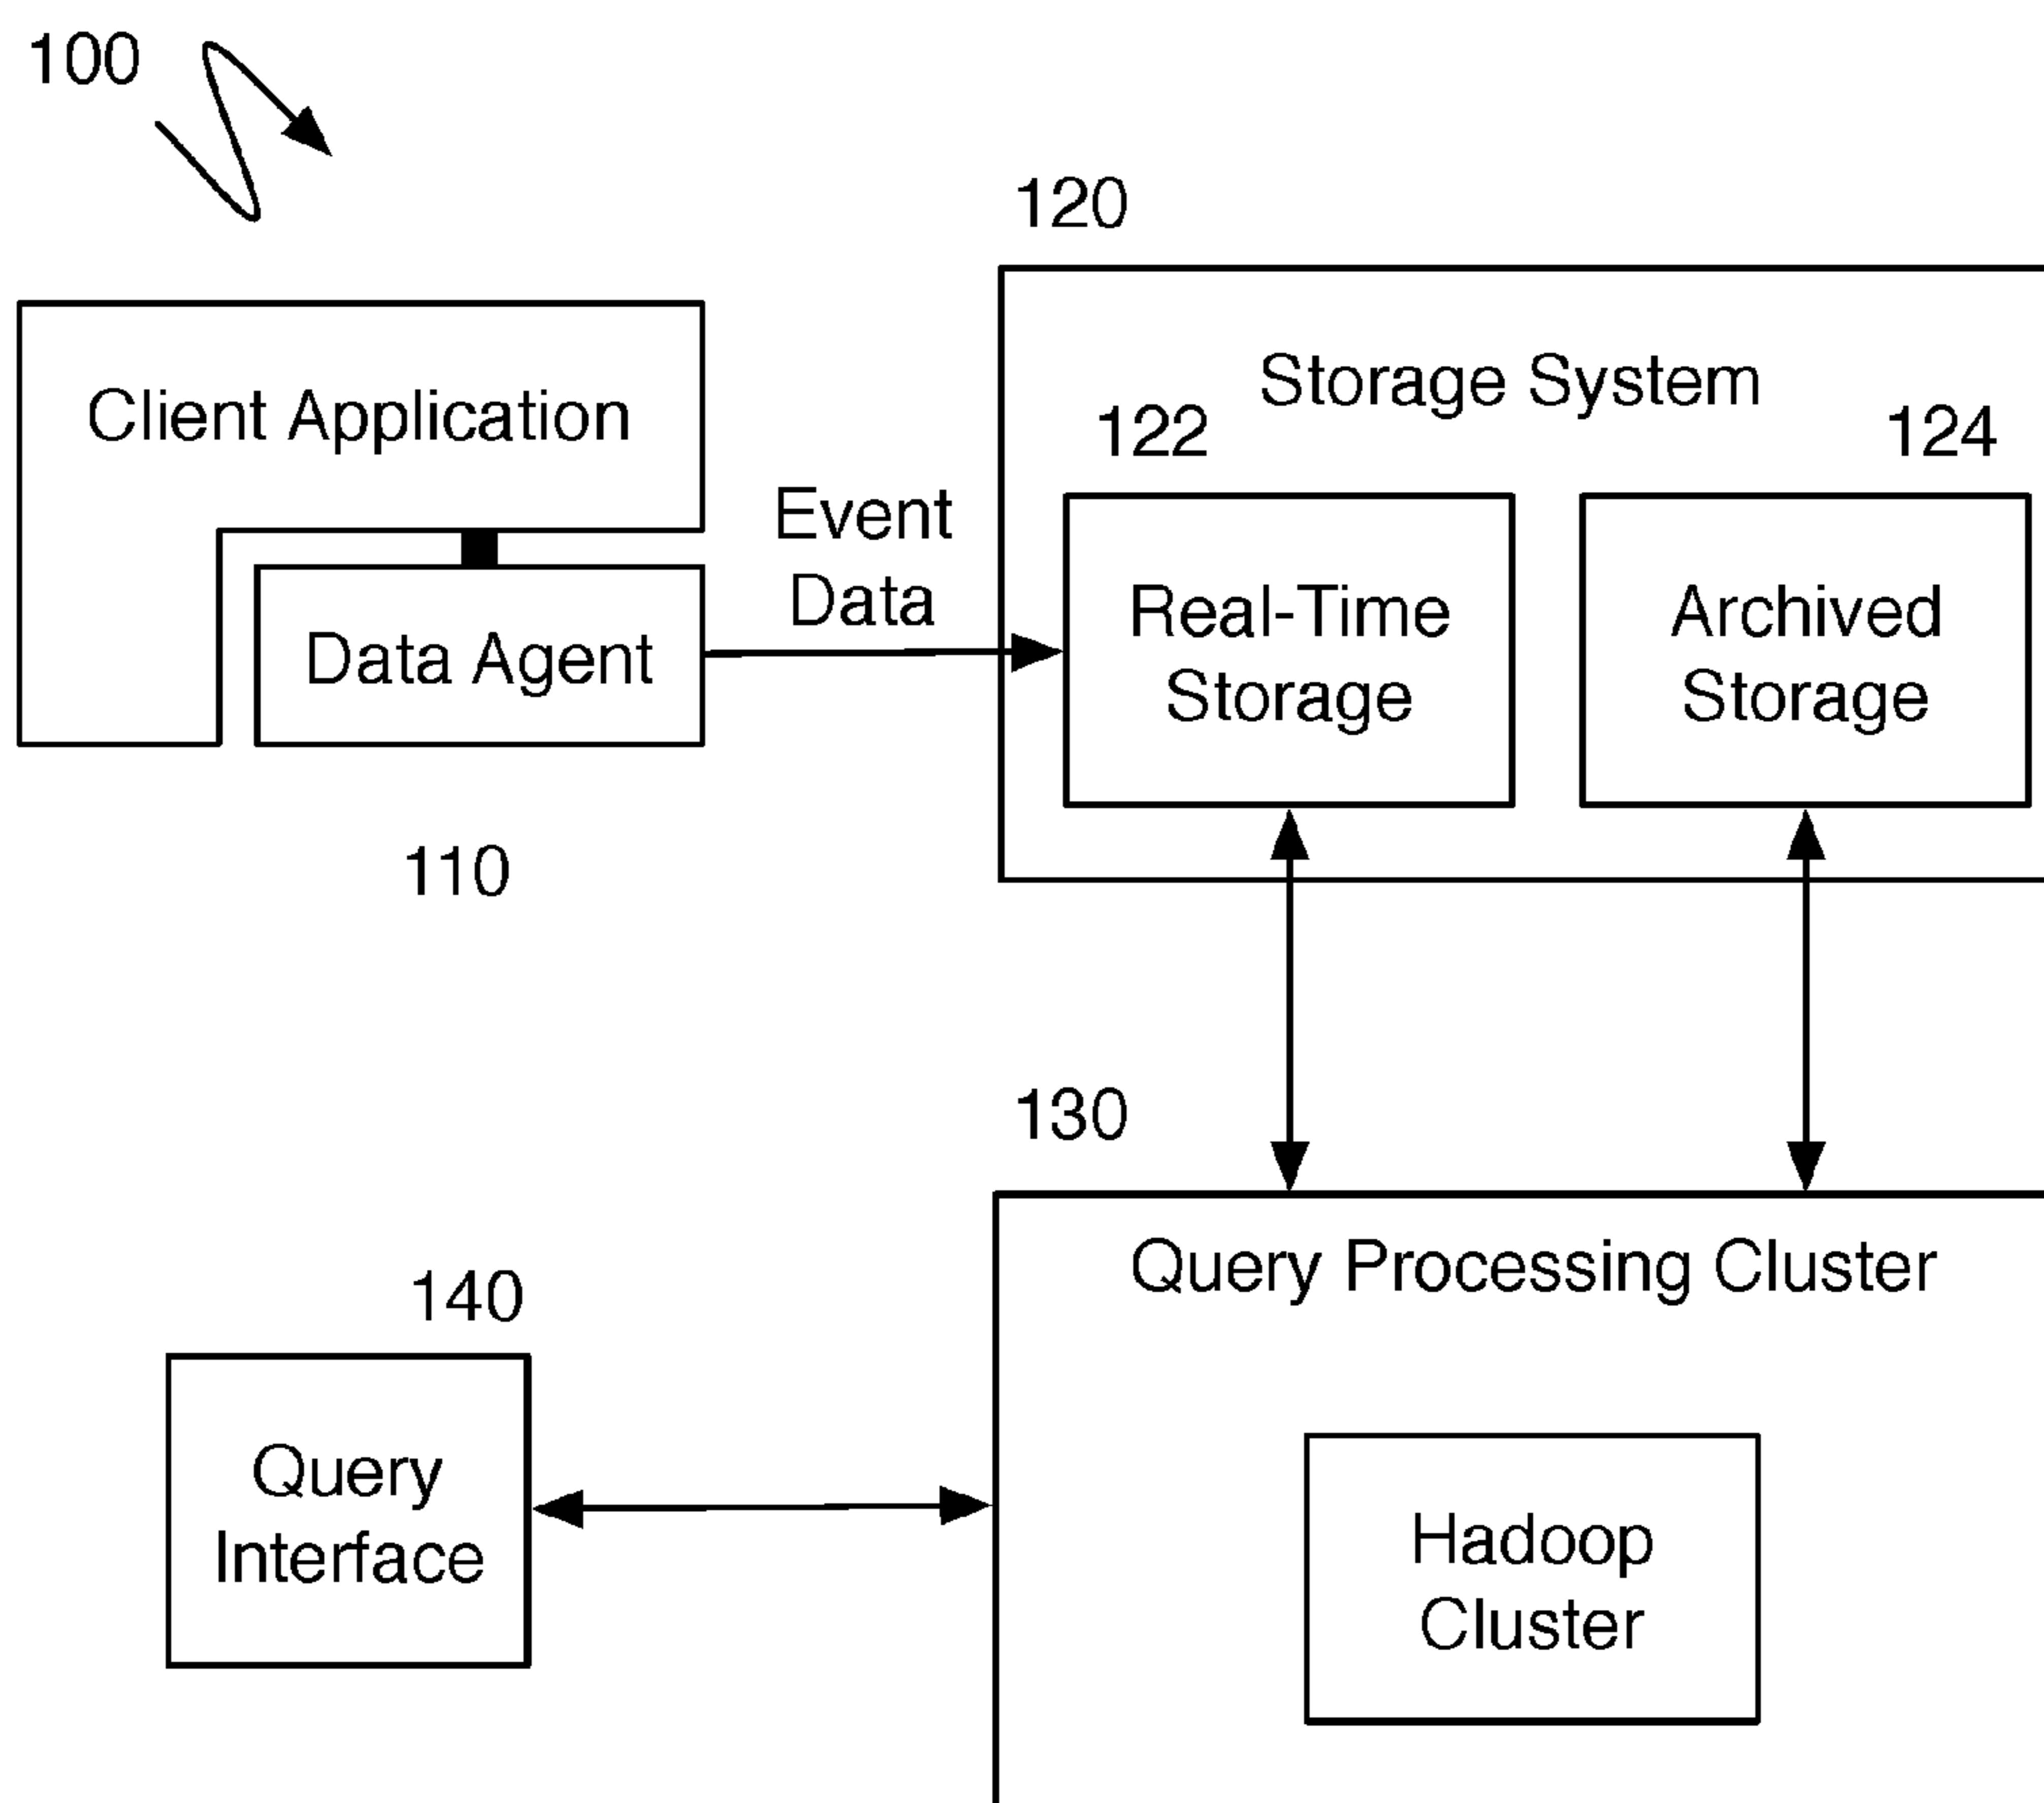 100
120
Client Application
Storage System
122
124
Event
Data
Data Agent
Real-Time
Storage
Archived
Storage
110
130
Query Processing Cluster
140
Query
Interface
Hadoop
Cluster